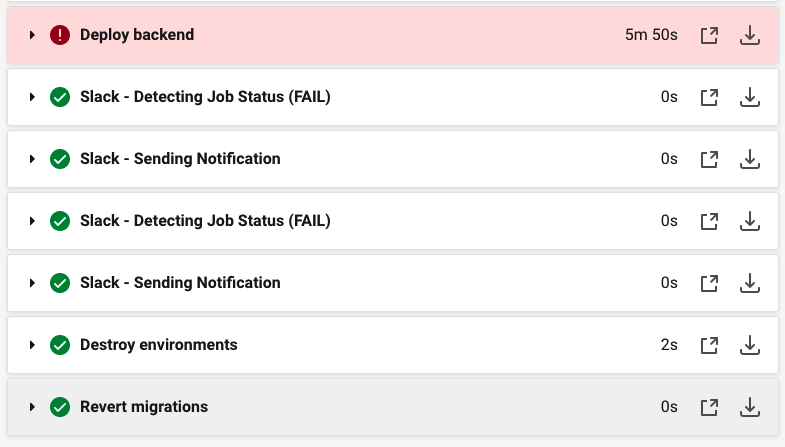 Deploy backend 5m 50s
Slack - Detecting Job Status (FAIL) 0s
Slack - Sending Notification 0s
Slack - Detecting Job Status (FAIL) 0s
Slack - Sending Notification 0s
Destroy environments 2s
Revert migrations 0s